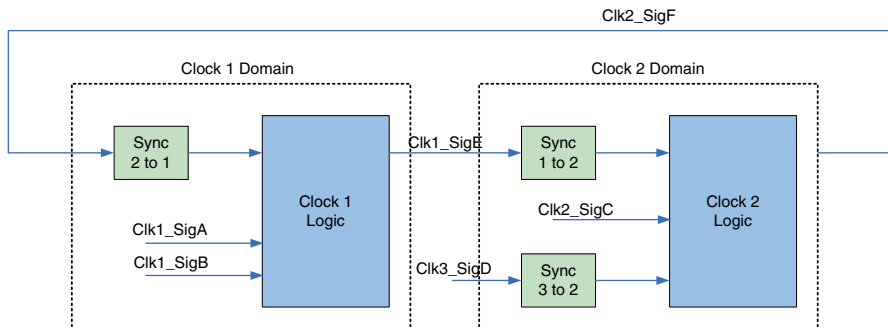 Clk2_SigF
Clock 1 Domain
Clock 2 Domain
Sync
2 to 1
Clock 1
Logic
Clk1_SigE
Sync
1 to 2
Clock 2
Logic
Clk2_SigC
Clk1_SigA
Clk1_SigB
Clk3_SigD
Sync
3 to 2